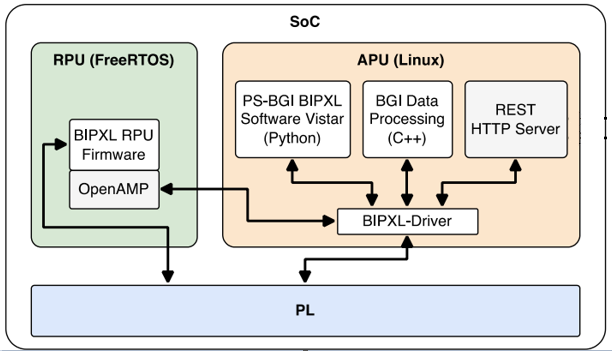 SoC
RPU (FreeRTOS)
BIPXL RPU
Firmware
OpenAMP
APU (Linux)
PS-BGI BIPXL
Software Vistar
(Python)
BGI Data
Processing
(C++)
REST
HTTP Server
BIPXL-Driver
PL